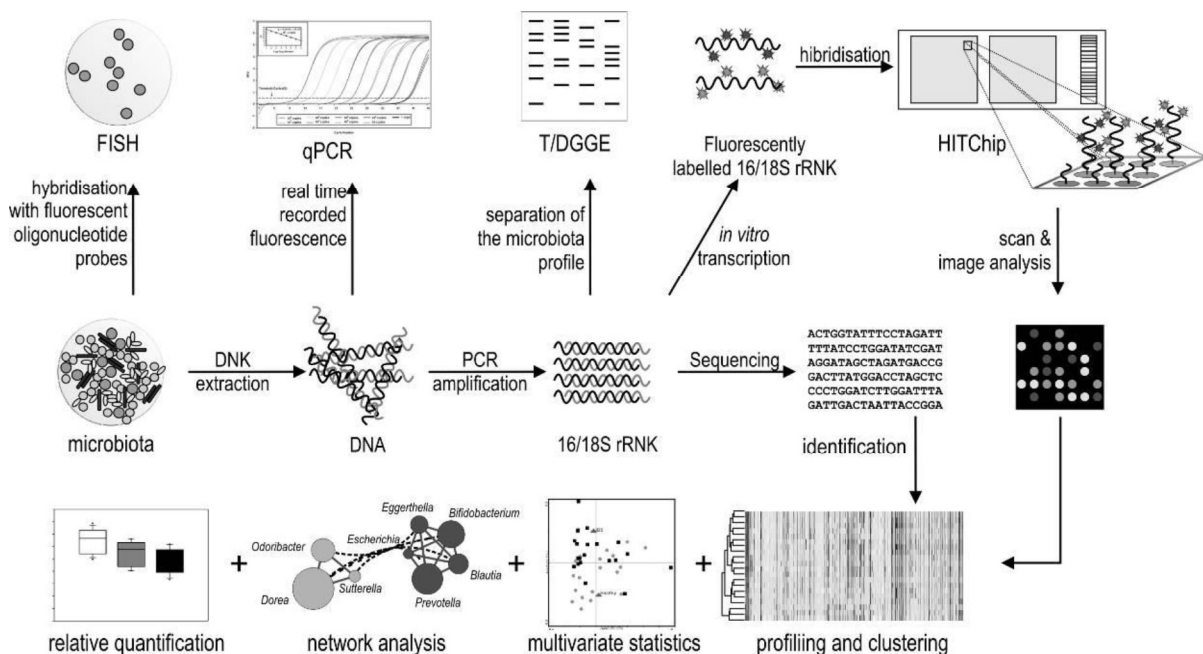 FISH
qPCR
T/DGGE
Fluorescently
labelled 16/18S rRNK
hibridisation
HITChip
hybridisation
with fluorescent
oligonucleotide
probes
real time
recorded
fluorescence
separation of
the microbiota
profile
in vitro
transcription
scan &
image analysis
microbiota
DNK
extraction
DNA
PCR
amplification
16/18S rRNK
Sequencing
ACTGGTATTTCCTAGATT
TTTATCCTGGATATCGAT
AGGATAGCTAGATGACCG
GACTTATGGACCTAGCTC
CCCTGGATCTTGGATTTA
GATTGACTAATTACCGGA
identification
relative quantification
+
Eggerthella
Bifidobacterium
Escherichia
Odoribacter
Sutterella
Blautia
Dorea
Prevotella
network analysis
+
multivariate statistics
+
profiliing and clustering